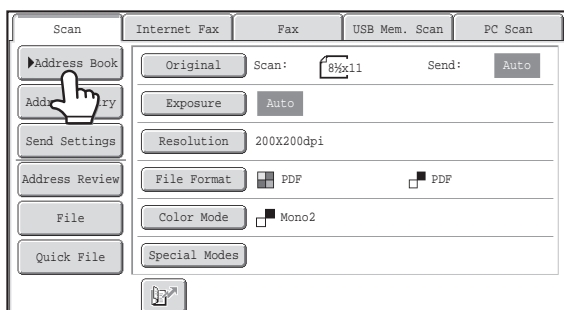 Scan Internet Fax Fax USB Mem. Scan PC Scan
Address Book Original Scan: 8½x11 Send: Auto
Exposure Auto
Send Settings Resolution 200X200dpi
Address Review File Format PDF PDF
File Color Mode Mono2
Quick File Special Modes